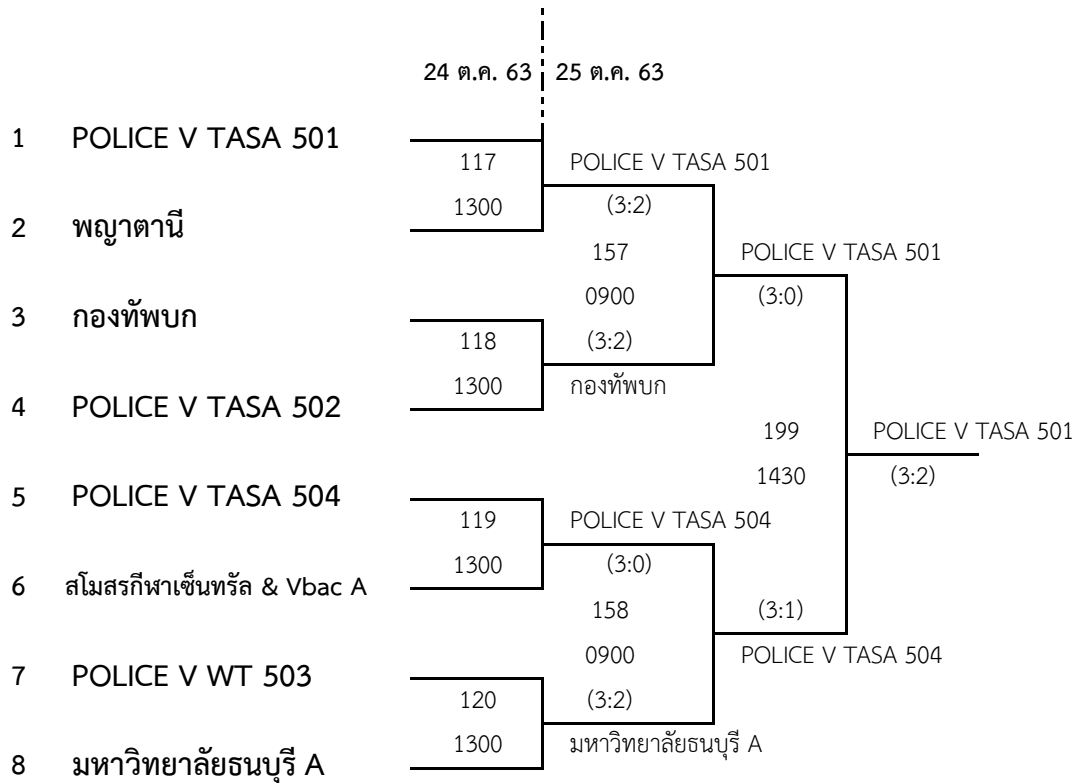 24 ต.ค. 63 25 ต.ค. 63
1 POLICE V TASA 501
117 POLICE V TASA 501
1300 (3:2)
2 พญาตานี
157 POLICE V TASA 501
0900 (3:0)
3 กองทัพบก
118 (3:2)
1300 กองทัพบก
4 POLICE V TASA 502
199 POLICE V TASA 501
1430 (3:2)
5 POLICE V TASA 504
119 POLICE V TASA 504
1300 (3:0)
6 สโมสรกีฬาเซ็นทรัล & Vbac A
158 (3:1)
0900 POLICE V TASA 504
7 POLICE V WT 503
120 (3:2)
1300 มหาวิทยาลัยธนบุรี A
8 มหาวิทยาลัยธนบุรี A